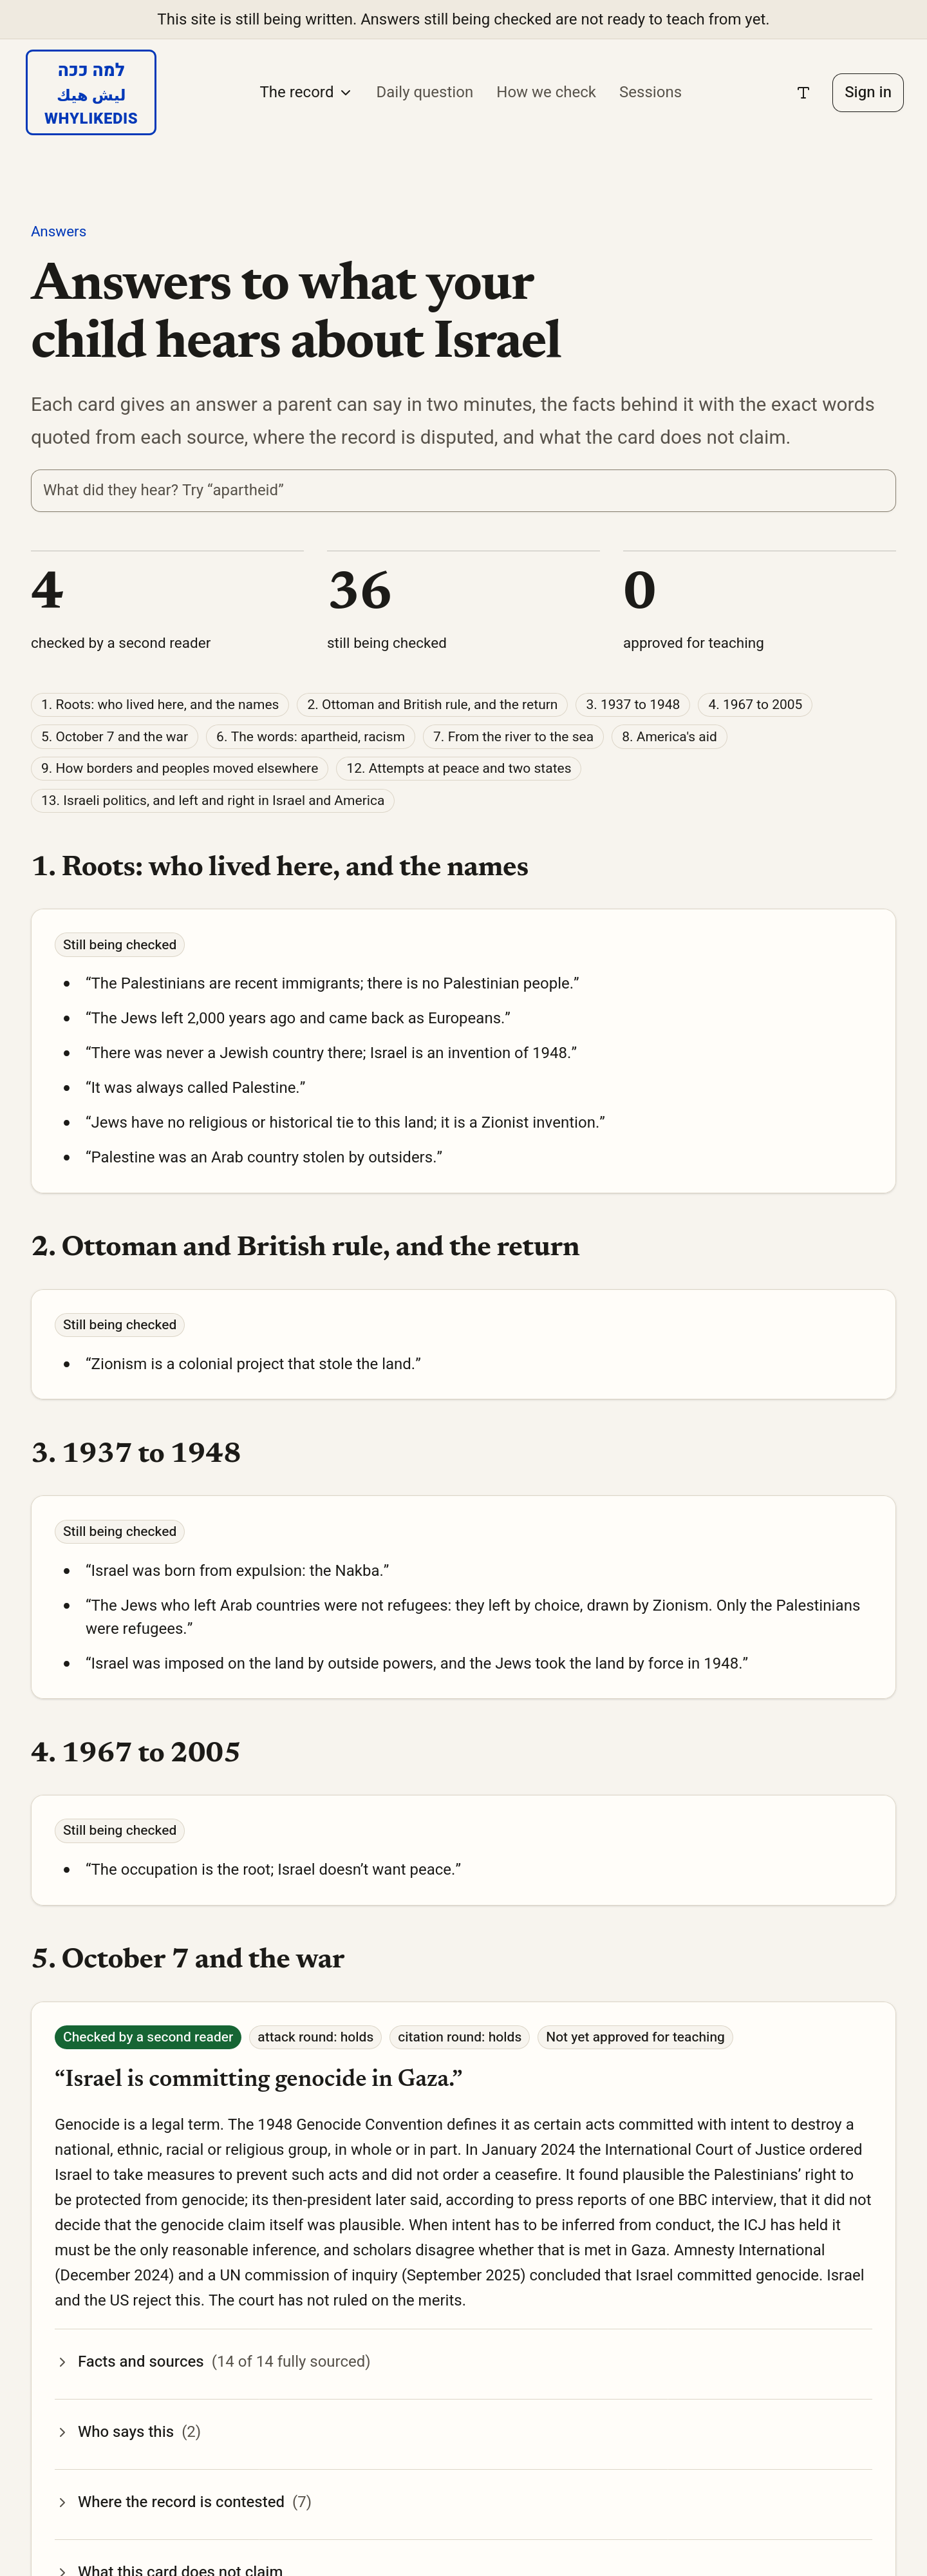 This site is still being written. Answers still being checked are not ready to teach from yet.
למה ככה
ليش هيك
WHYLIKEDIS
The record
Daily question
How we check
Sessions
Sign in
Answers
Answers to what your
child hears about Israel
Each card gives an answer a parent can say in two minutes, the facts behind it with the exact words
quoted from each source, where the record is disputed, and what the card does not claim.
What did they hear? Try “apartheid”
4
checked by a second reader
36
still being checked
0
approved for teaching
1. Roots: who lived here, and the names
2. Ottoman and British rule, and the return
3. 1937 to 1948
4. 1967 to 2005
5. October 7 and the war
6. The words: apartheid, racism
7. From the river to the sea
8. America's aid
9. How borders and peoples moved elsewhere
12. Attempts at peace and two states
13. Israeli politics, and left and right in Israel and America
1. Roots: who lived here, and the names
Still being checked
“The Palestinians are recent immigrants; there is no Palestinian people.”
“The Jews left 2,000 years ago and came back as Europeans.”
“There was never a Jewish country there; Israel is an invention of 1948.”
“It was always called Palestine.”
“Jews have no religious or historical tie to this land; it is a Zionist invention.”
“Palestine was an Arab country stolen by outsiders.”
2. Ottoman and British rule, and the return
Still being checked
“Zionism is a colonial project that stole the land.”
3. 1937 to 1948
Still being checked
“Israel was born from expulsion: the Nakba.”
“The Jews who left Arab countries were not refugees: they left by choice, drawn by Zionism. Only the Palestinians
were refugees.”
“Israel was imposed on the land by outside powers, and the Jews took the land by force in 1948.”
4. 1967 to 2005
Still being checked
“The occupation is the root; Israel doesn’t want peace.”
5. October 7 and the war
Checked by a second reader
attack round: holds
citation round: holds
Not yet approved for teaching
“Israel is committing genocide in Gaza.”
Genocide is a legal term. The 1948 Genocide Convention defines it as certain acts committed with intent to destroy a
national, ethnic, racial or religious group, in whole or in part. In January 2024 the International Court of Justice ordered
Israel to take measures to prevent such acts and did not order a ceasefire. It found plausible the Palestinians’ right to
be protected from genocide; its then-president later said, according to press reports of one BBC interview, that it did not
decide that the genocide claim itself was plausible. When intent has to be inferred from conduct, the ICJ has held it
must be the only reasonable inference, and scholars disagree whether that is met in Gaza. Amnesty International
(December 2024) and a UN commission of inquiry (September 2025) concluded that Israel committed genocide. Israel
and the US reject this. The court has not ruled on the merits.
Facts and sources (14 of 14 fully sourced)
Who says this (2)
Where the record is contested (7)
What this card does not claim